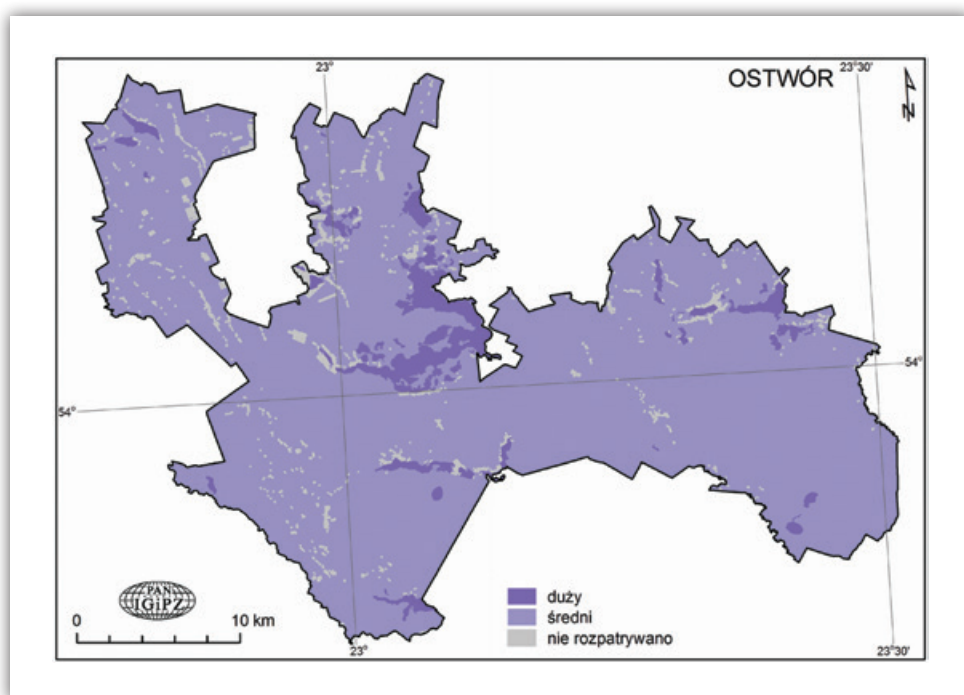 23°
23°30'
OSTWÓR
N
54°
54°
PAN
IGiPZ
0 10 km
duży
średni
nie rozpatrywano
23°
23°30'